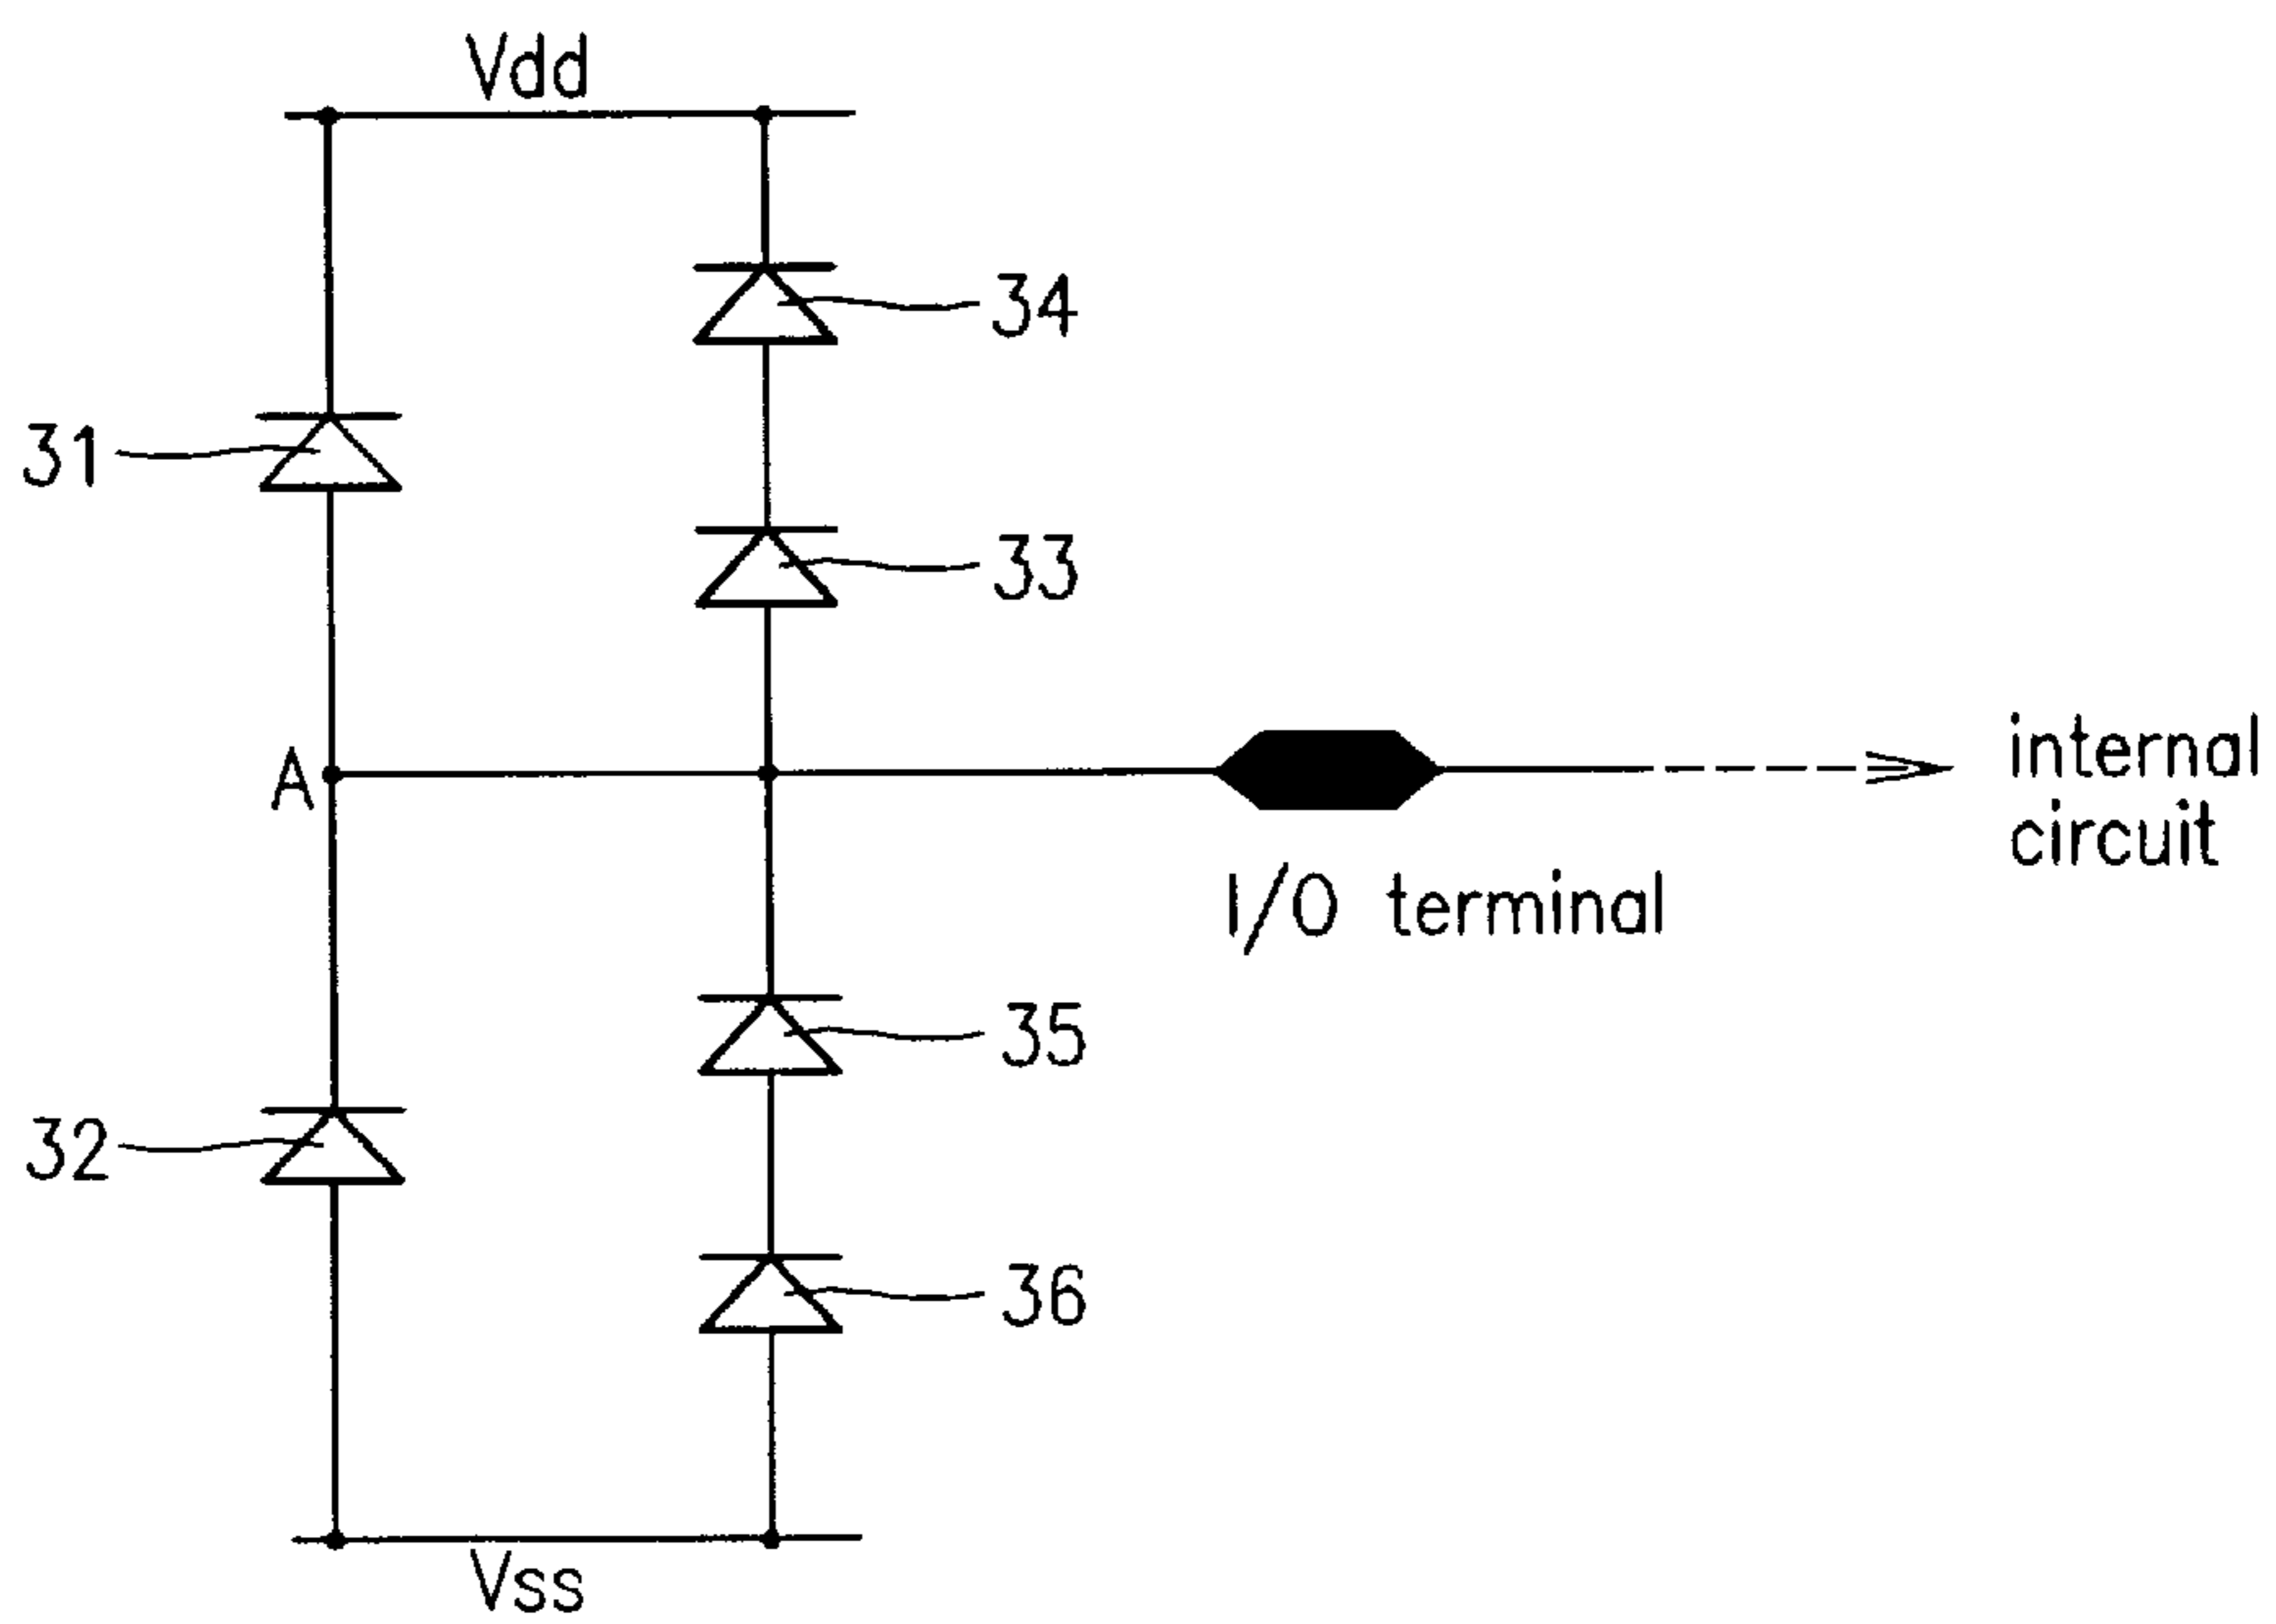 Vdd
34
31
33
A
internal
circuit
I/O terminal
35
32
36
Vss